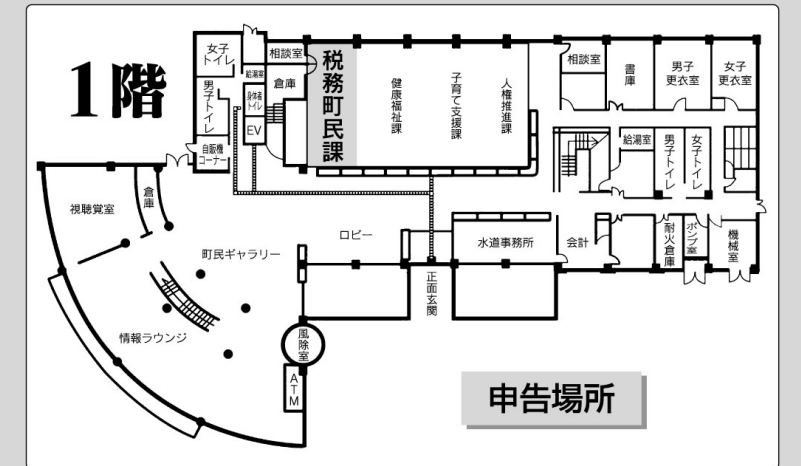 1階
女子
トイレ
給湯室
相談室
税務町民課
健康福祉課
子育て支援課
人権推進課
相談室
書庫
男子
更衣室
女子
更衣室
男子トイレ
身体者
トイレ
倉庫
EV
自販機
コーナー
給湯室
男子トイレ
女子トイレ
視聴覚室
倉庫
町民ギャラリー
ロビー
正面玄関
水道事務所
会計
耐火倉庫
ポンプ室
機械室
情報ラウンジ
風除室
ATM
申告場所